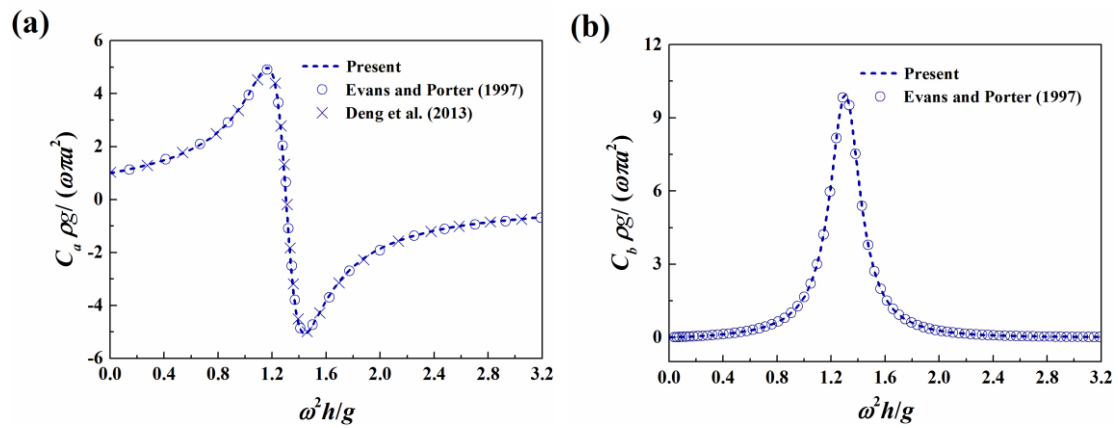 (a)
6
4
2
0
-2
-4
-6
C_a ρg/ (ωπa²)
Present
Evans and Porter (1997)
Deng et al. (2013)
0.0 0.4 0.8 1.2 1.6 2.0 2.4 2.8 3.2
ω²h/g
(b)
12
9
6
3
0
C_b ρg/ (ωπa²)
Present
Evans and Porter (1997)
0.0 0.4 0.8 1.2 1.6 2.0 2.4 2.8 3.2
ω²h/g